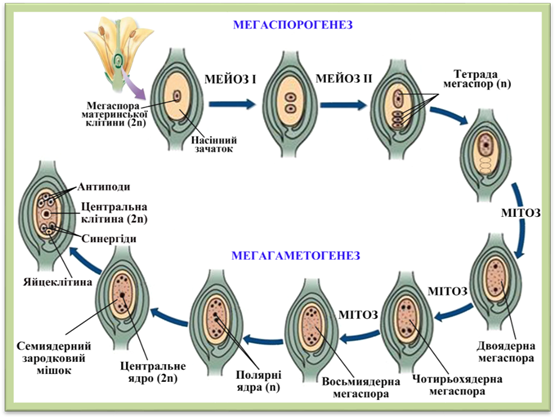 МЕГАСПОРОГЕНЕЗ
МЕЙОЗ I
МЕЙОЗ II
Тетрада
мегаспор (n)
Мегаспора
материнської
клітини (2n)
Насінний
зачаток
МІТОЗ
Антиподи
Центральна
клітина (2n)
Синергіди
Яйцеклітина
МЕГАГАМЕТОГЕНЕЗ
МІТОЗ
МІТОЗ
Двоядерна
мегаспора
Семиядерний
зародковий
мішок
Центральне
ядро (2n)
Полярні
ядра (n)
Восьмиядерна
мегаспора
Чотирьохядерна
мегаспора